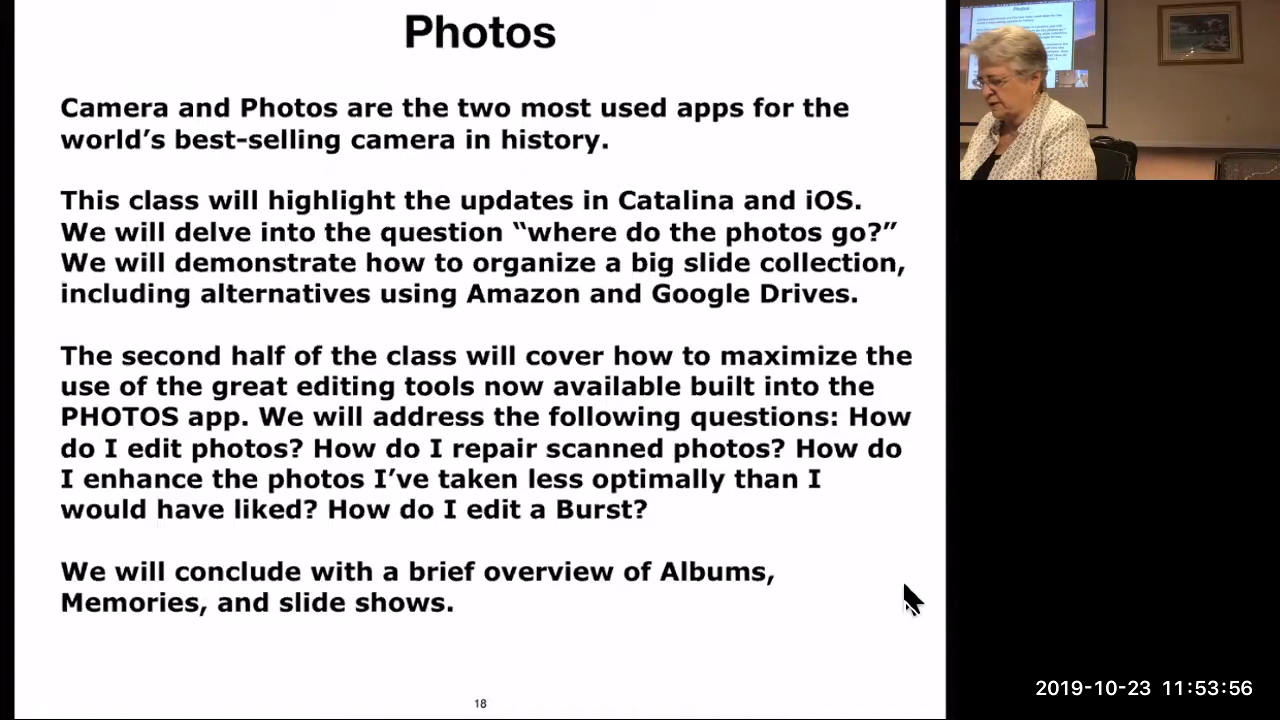 Photos
Camera and Photos are the two most used apps for the
world’s best-selling camera in history.
This class will highlight the updates in Catalina and iOS.
We will delve into the question “where do the photos go?”
We will demonstrate how to organize a big slide collection,
including alternatives using Amazon and Google Drives.
The second half of the class will cover how to maximize the
use of the great editing tools now available built into the
PHOTOS app. We will address the following questions: How
do I edit photos? How do I repair scanned photos? How do
I enhance the photos I’ve taken less optimally than I
would have liked? How do I edit a Burst?
We will conclude with a brief overview of Albums,
Memories, and slide shows.
18
Photos
2019-10-23 11:53:56